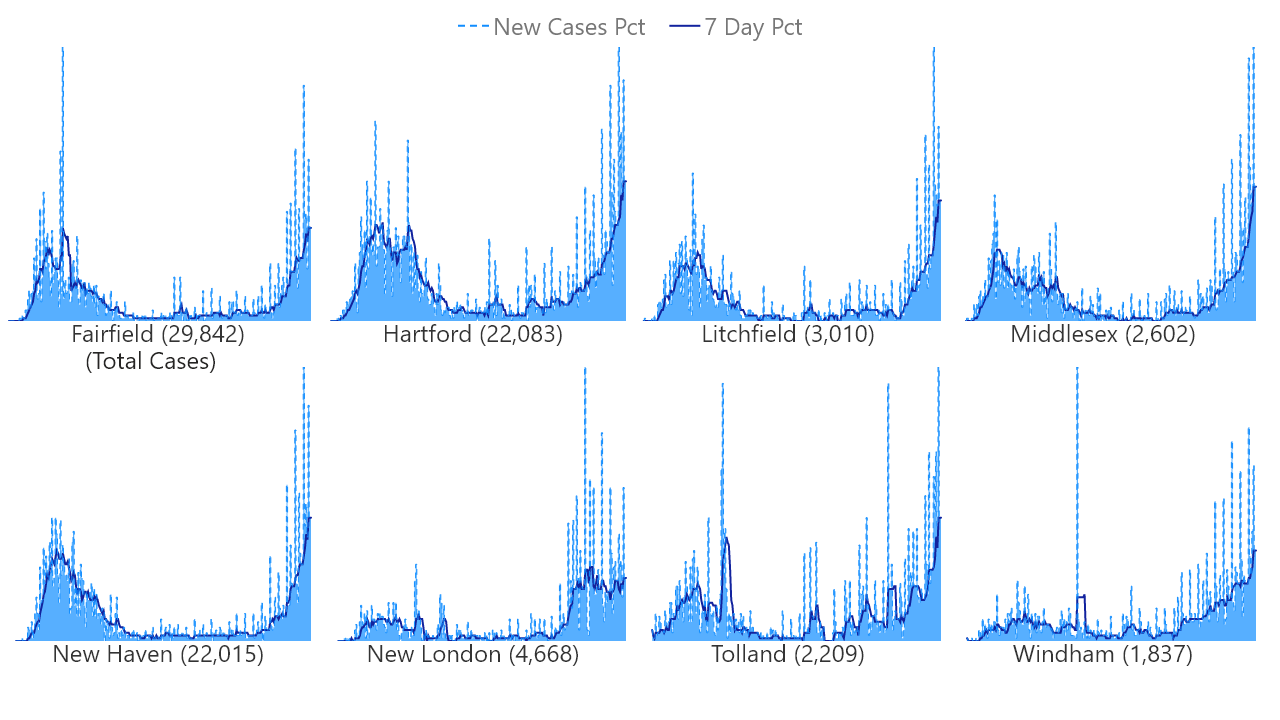 New Cases Pct 7 Day Pct
Fairfield (29,842)
(Total Cases)
Hartford (22,083)
Litchfield (3,010)
Middlesex (2,602)
New Haven (22,015)
New London (4,668)
Tolland (2,209)
Windham (1,837)